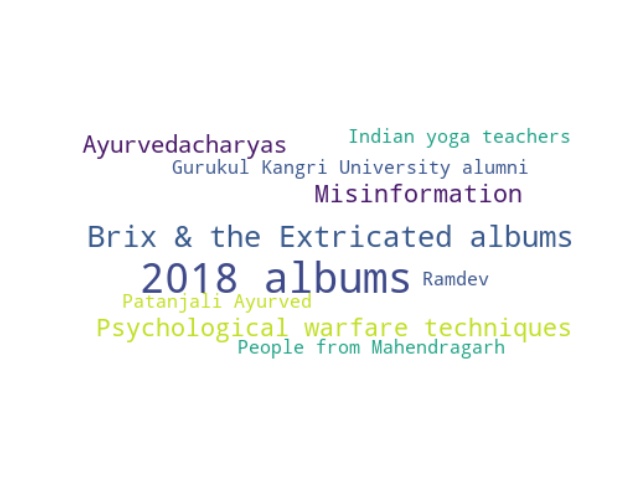 Indian yoga teachers
Ayurvedacharyas
Gurukul Kangri University alumni
Misinformation
Brix & the Extricated albums
2018 albums
Ramdev
Patanjali Ayurved
Psychological warfare techniques
People from Mahendragarh